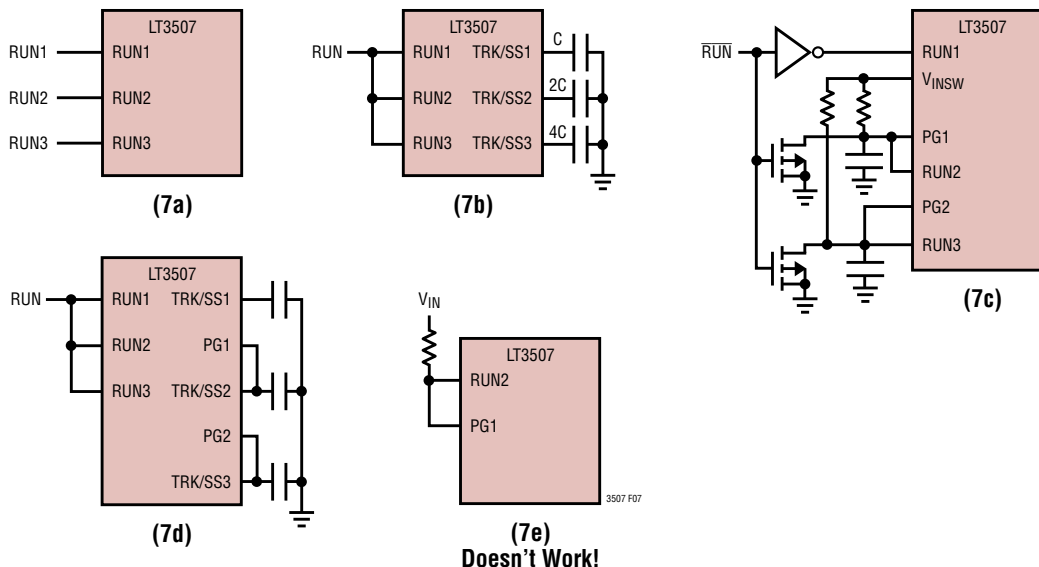 LT3507
RUN1
RUN2
RUN3
RUN1
RUN2
RUN3
(7a)
LT3507
RUN
RUN1
RUN2
RUN3
TRK/SS1
TRK/SS2
TRK/SS3
C
2C
4C
(7b)
LT3507
RUN
RUN1
VINSW
PG1
RUN2
PG2
RUN3
(7c)
LT3507
RUN
RUN1
RUN2
RUN3
TRK/SS1
PG1
TRK/SS2
PG2
TRK/SS3
(7d)
VIN
LT3507
RUN2
PG1
3507 F07
(7e)
Doesn't Work!